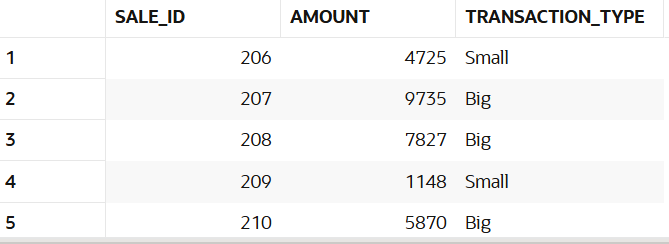 SALE_ID AMOUNT TRANSACTION_TYPE
1 206 4725 Small
2 207 9735 Big
3 208 7827 Big
4 209 1148 Small
5 210 5870 Big